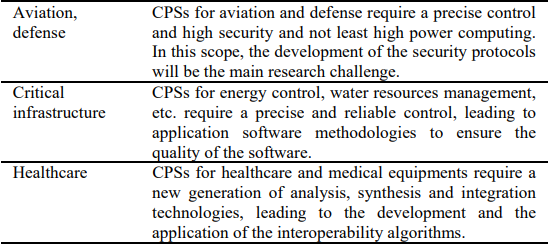 Aviation, defense
CPSs for aviation and defense require a precise control
and high security and not least high power computing.
In this scope, the development of the security protocols
will be the main research challenge.
Critical infrastructure
CPSs for energy control, water resources management,
etc. require a precise and reliable control, leading to
application software methodologies to ensure the
quality of the software.
Healthcare
CPSs for healthcare and medical equipments require a
new generation of analysis, synthesis and integration
technologies, leading to the development and the
application of the interoperability algorithms.